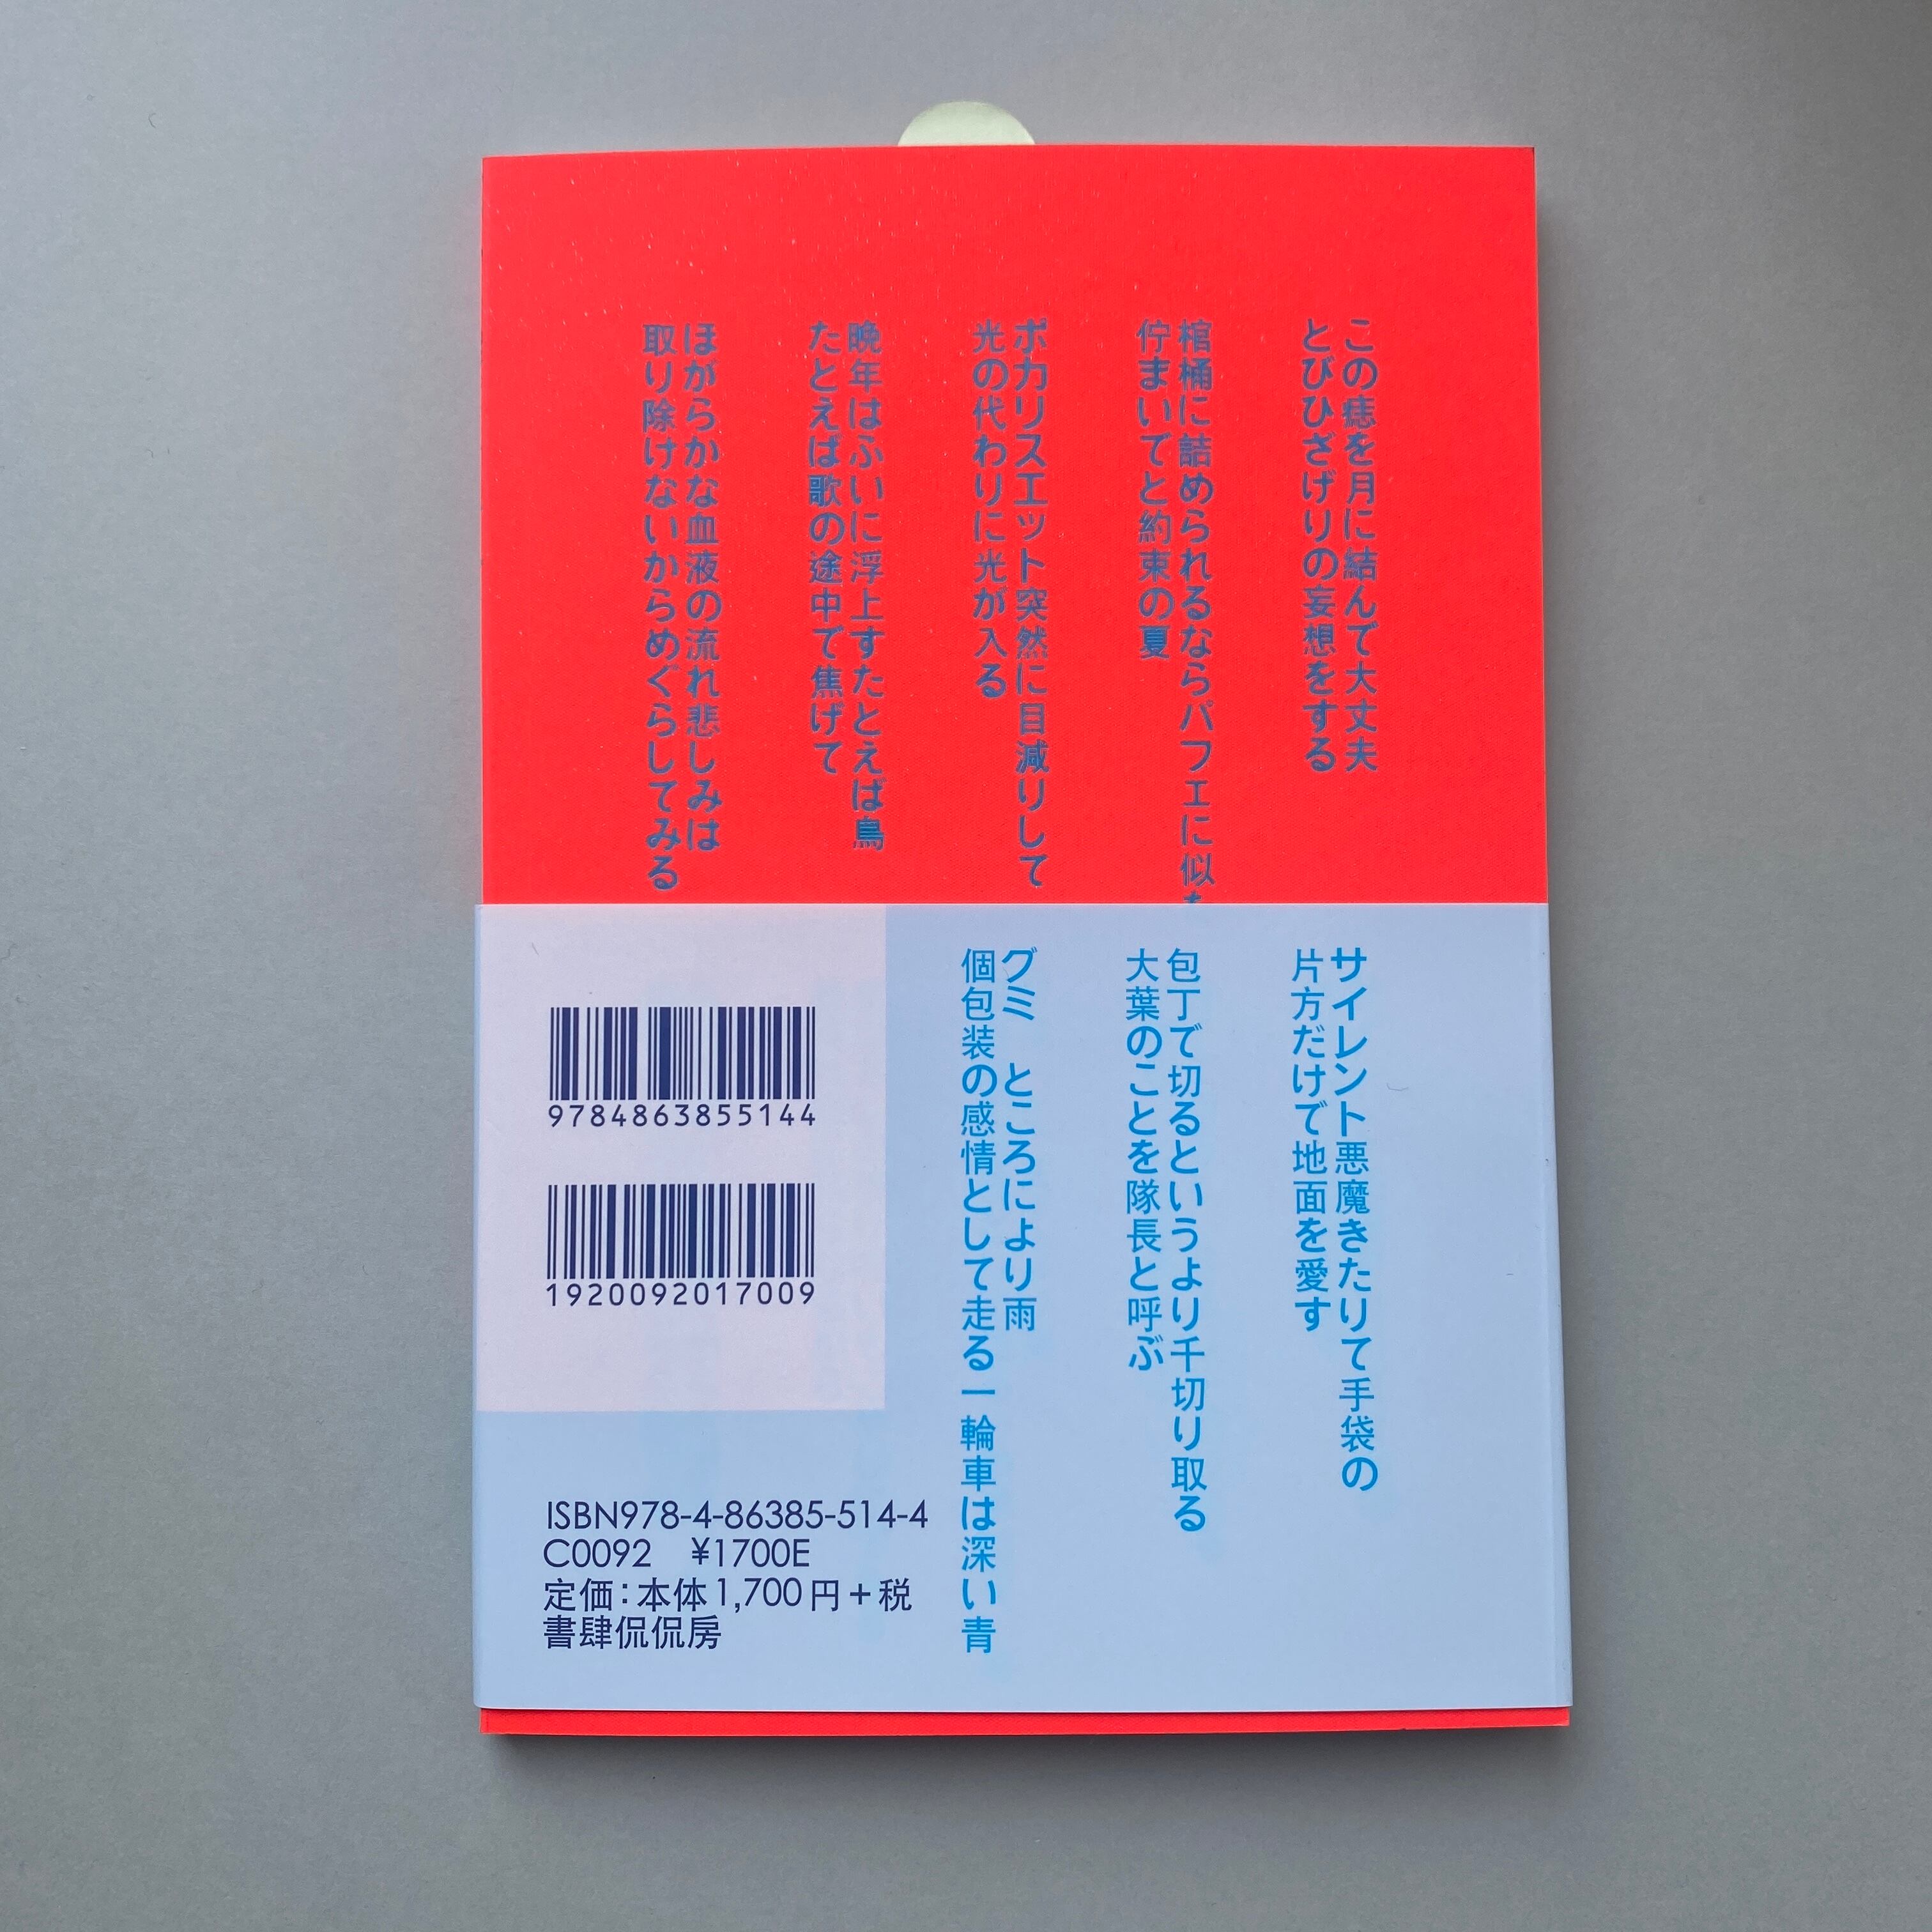 この痣を月に結んで大丈夫
とびひざげりの妄想をする
棺桶に詰められるならパフェに似
佇まいてと約束の夏
ポカリスエット突然に目減りして
光の代わりに光が入る
晩年はふいに浮上すたとえば鳥
たとえば歌の途中で焦げて
ほがらかな血液の流れ悲しみは
取り除けないからめぐらしてみる
サイレント悪魔きたりて手袋の
片方だけで地面を愛す
包丁で切るというより千切り取る
大葉のことを隊長と呼ぶ
グミ　ところにより雨
個包装の感情として走る一輪車は深い青
9784863855144
1920092017009
ISBN978-4-86385-514-4
C0092　¥1700E
定価：本体1,700円＋税
書肆侃侃房